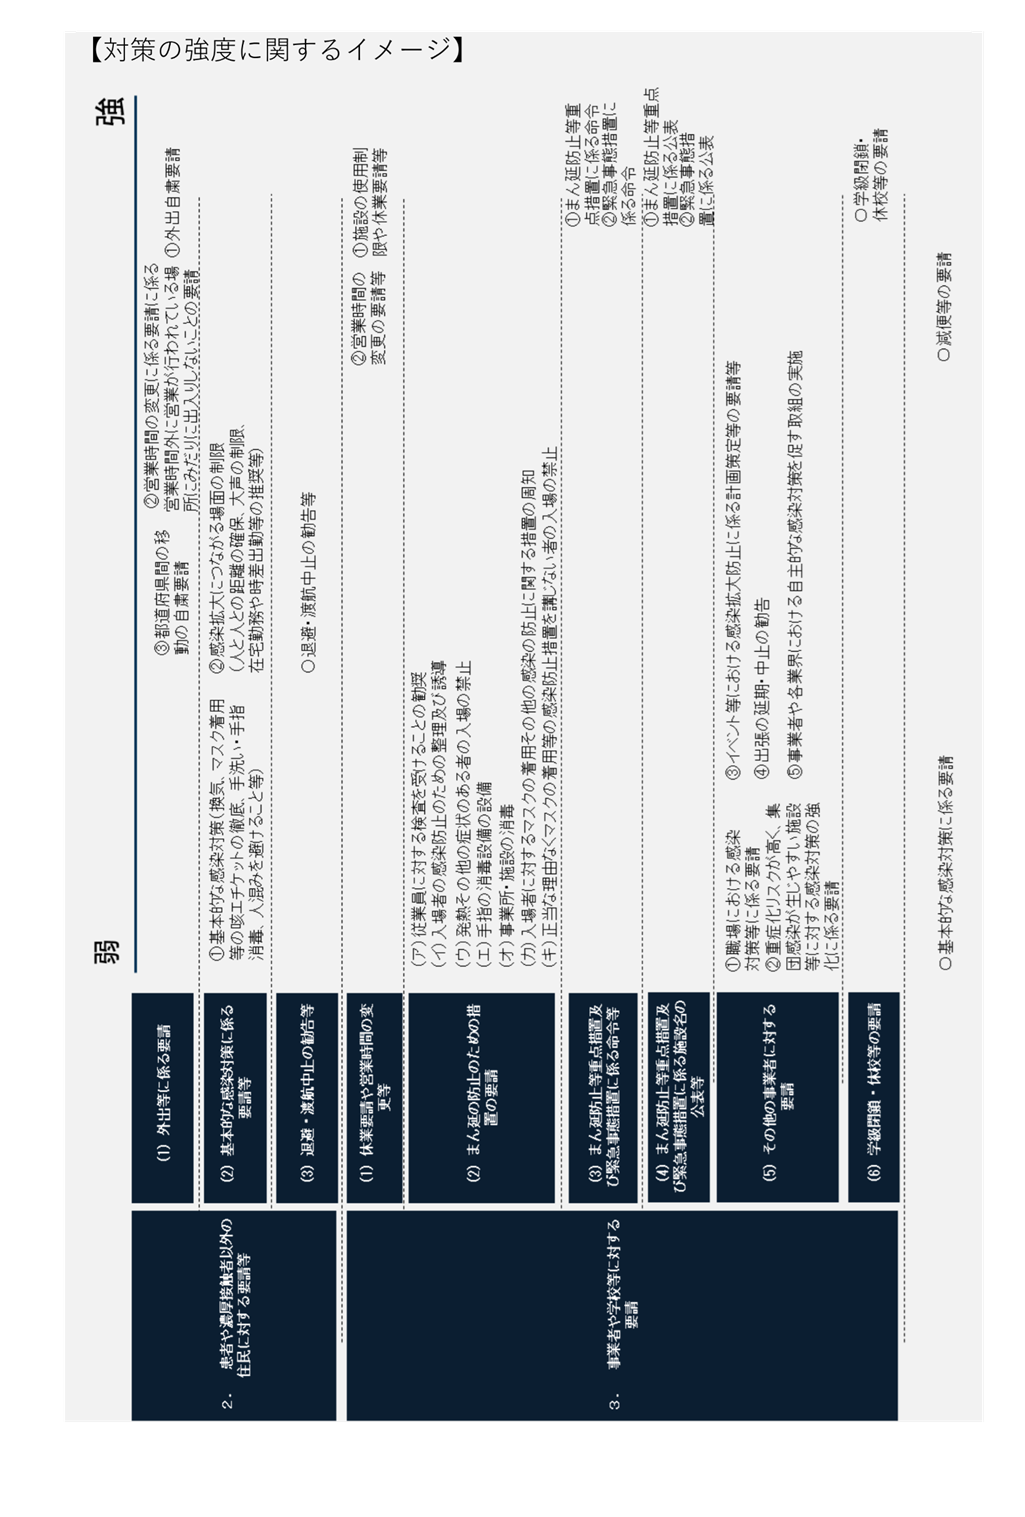 【対策の強度に関するイメージ】
弱
強
2. 患者や濃厚接触者以外の
住民に対する要請等
(1) 外出等に係る要請
③都道府県間の移
動の自粛要請
②営業時間の変更に係る要請に係る
営業時間外に営業が行われている場
所にみだりに出入りしないことの要請
①外出自粛要請
(2) 基本的な感染対策に係る
要請等
①基本的な感染対策(換気、マスク着用
等の咳エチケットの徹底、手洗い・手指
消毒、人混みを避けること等)
②感染拡大につながる場面の制限
(人と人との距離の確保、大声の制限、
在宅勤務や時差出勤等の推奨等)
(3) 退避・渡航中止の勧告等
○退避・渡航中止の勧告等
3. 事業者や学校等に対する
要請
(1) 休業要請や営業時間の変
更等
②営業時間の
変更の要請等
①施設の使用制
限や休業要請等
(2) まん延の防止のための措
置の要請
(ア)従業員に対する検査を受けることの勧奨
(イ)入場者の感染防止のための整理及び誘導
(ウ)発熱その他の症状のある者の入場の禁止
(エ)手指の消毒設備の設備
(オ)事業所・施設の消毒
(カ)入場者に対するマスクの着用その他の感染の防止に関する措置の周知
(キ)正当な理由なくマスクの着用等の感染防止措置を講じない者の入場の禁止
(3) まん延防止等重点措置及
び緊急事態措置に係る命令等
①まん延防止等重
点措置に係る命令
②緊急事態措置に
係る命令
(4) まん延防止等重点措置及
び緊急事態措置に係る施設名の
公表等
①まん延防止等重点
措置に係る公表
②緊急事態措
置に係る公表
(5) その他の事業者に対する
要請
①職場における感染
対策等に係る要請
②重症化リスクが高く、集
団感染が生じやすい施設
等に対する感染対策の強
化に係る要請
③イベント等における感染拡大防止に係る計画策定等の要請等
④出張の延期・中止の勧告
⑤事業者や各業界における自主的な感染対策を促す取組の実施
(6) 学級閉鎖・休校等の要請
○学級閉鎖・
休校等の要請
○基本的な感染対策に係る要請
○減便等の要請